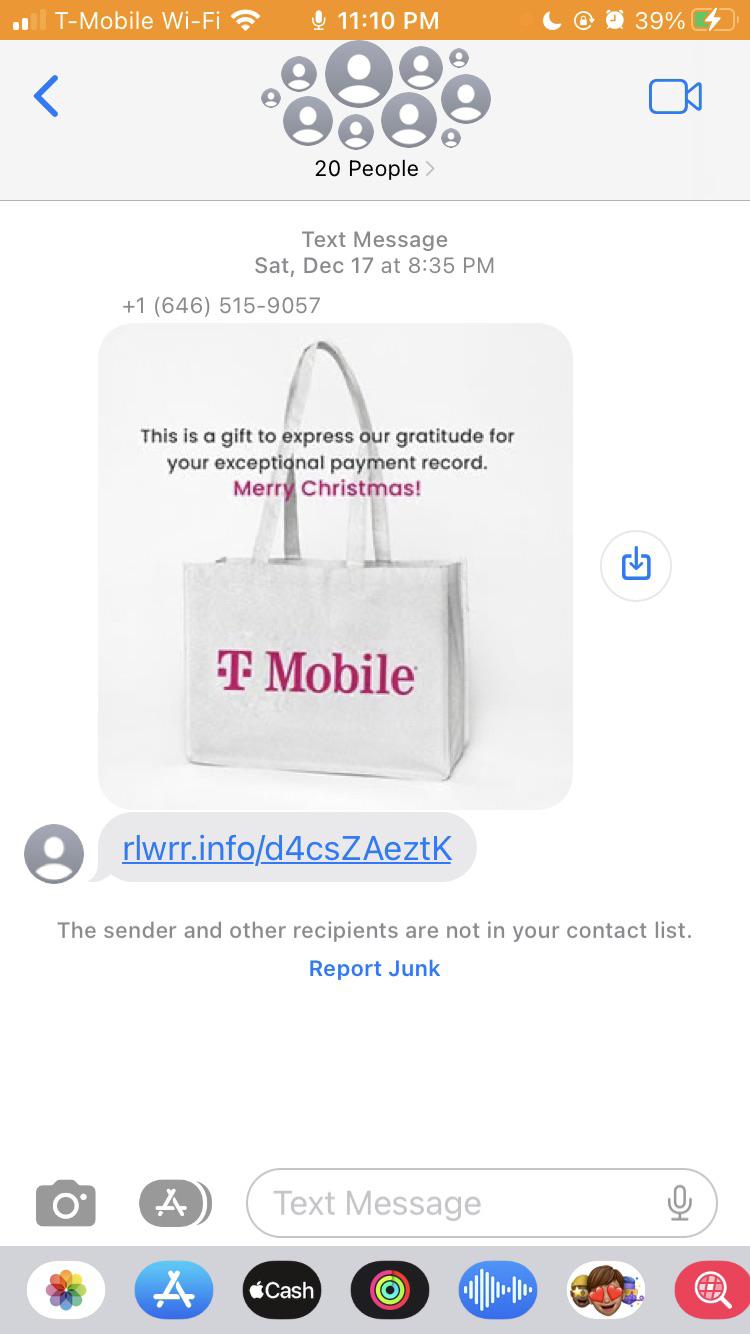 T-Mobile Wi-Fi 11:10 PM 39%
20 People
Text Message
Sat, Dec 17 at 8:35 PM
+1 (646) 515-9057
This is a gift to express our gratitude for
your exceptional payment record.
Merry Christmas!
T Mobile
rlwrr.info/d4csZAeztK
The sender and other recipients are not in your contact list.
Report Junk
Text Message
Cash